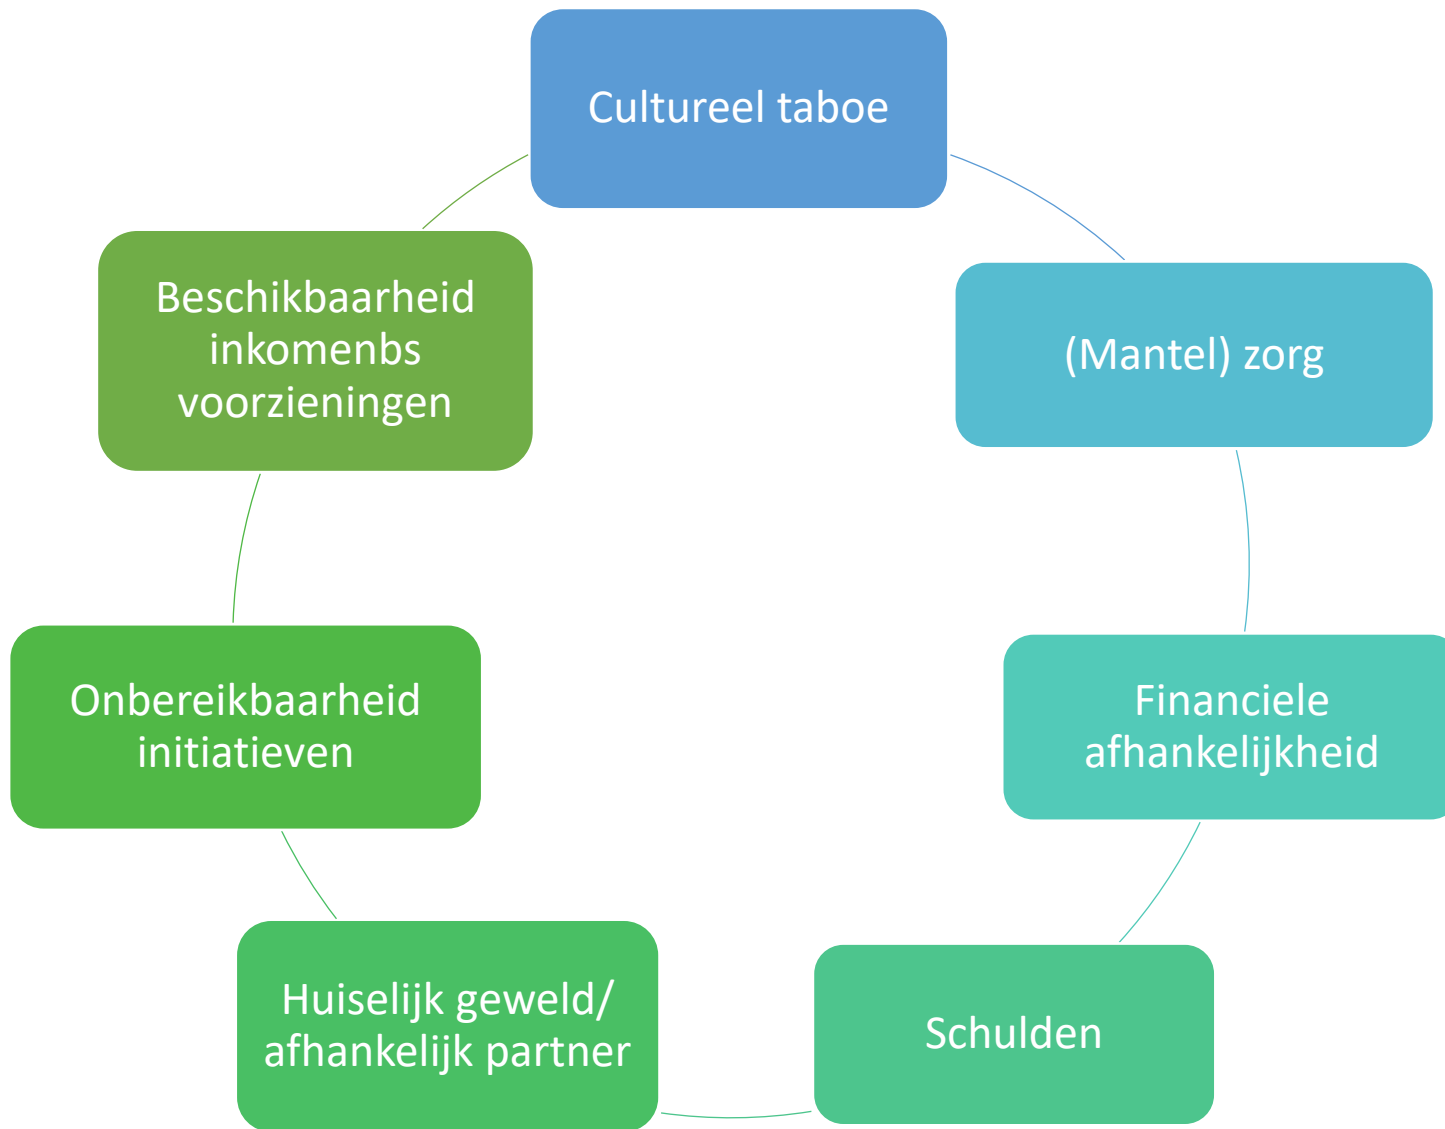 Cultureel taboe
(Mantel) zorg
Financiele
afhankelijkheid
Schulden
Huiselijk geweld/
afhankelijk partner
Onbereikbaarheid
initiatieven
Beschikbaarheid
inkomenbs
voorzieningen